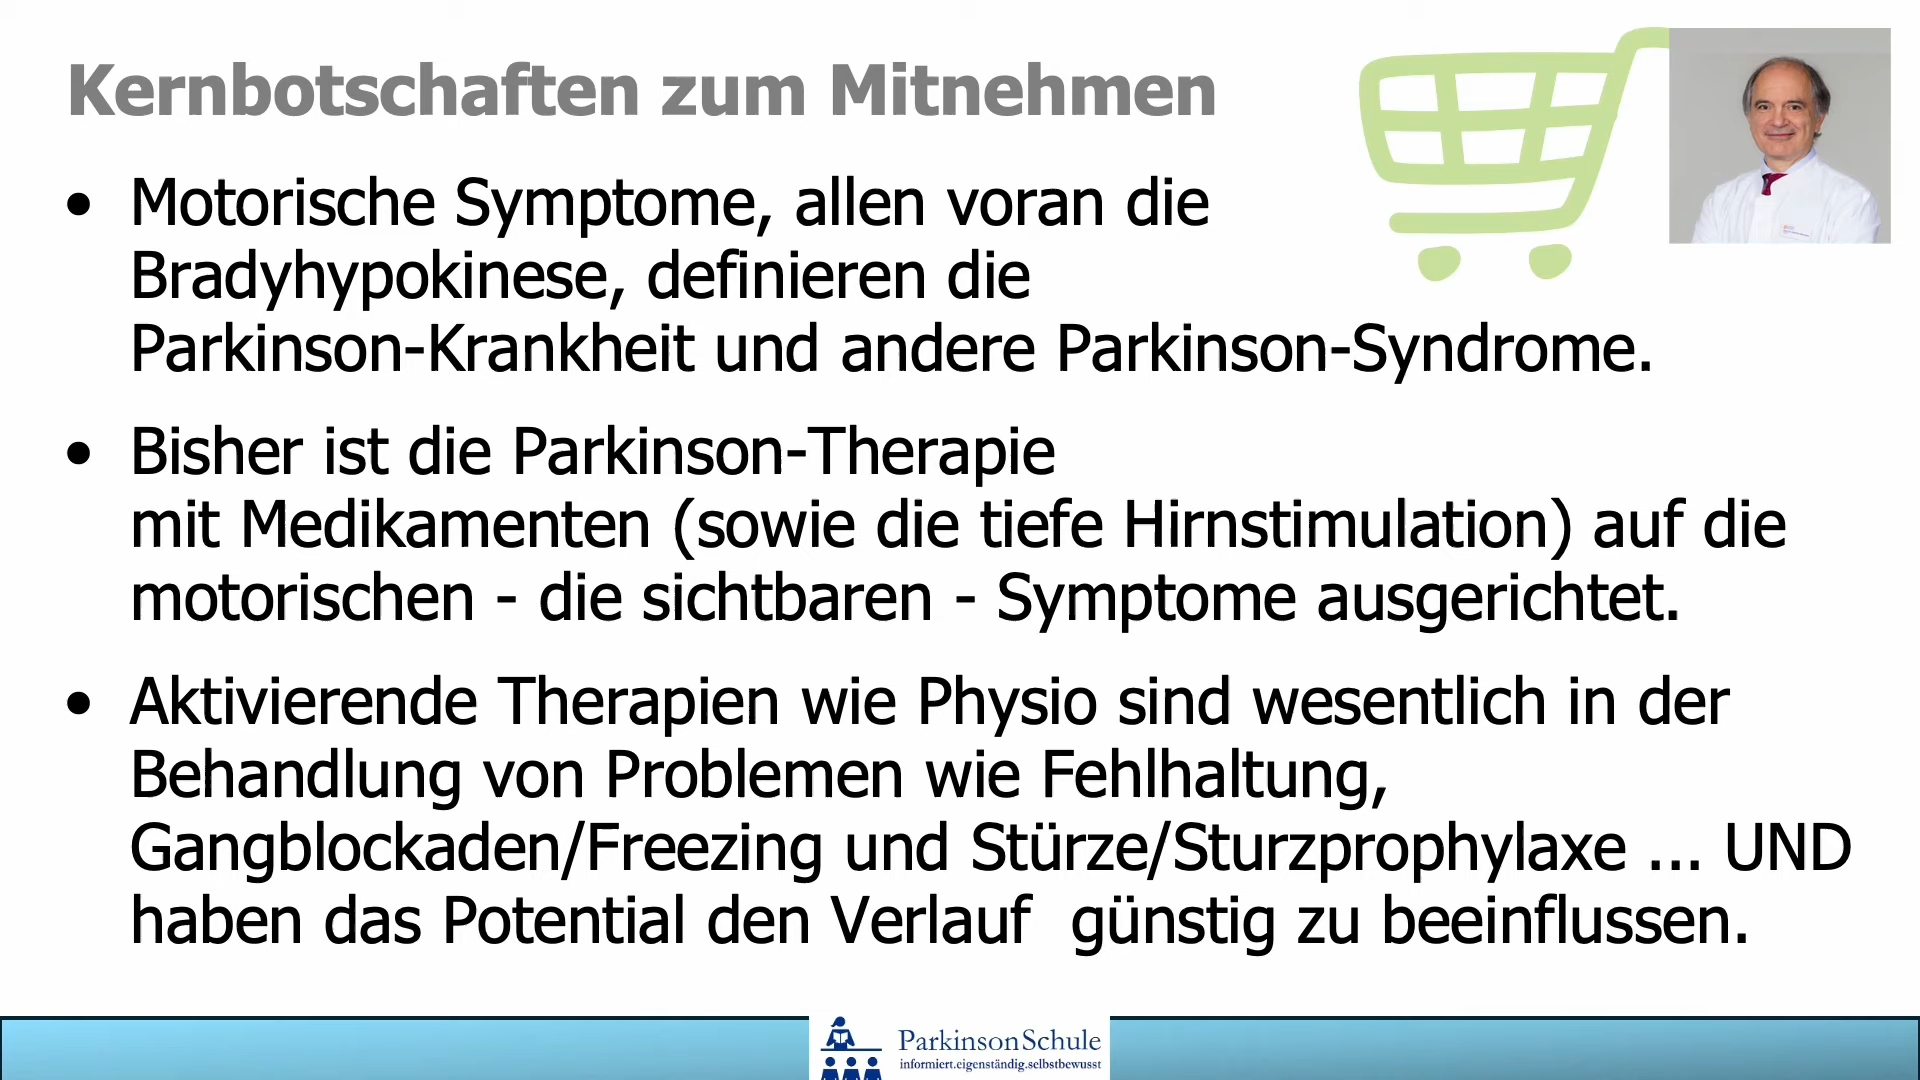 Kernbotschaften zum Mitnehmen
• Motorische Symptome, allen voran die
Bradyhypokinese, definieren die
Parkinson-Krankheit und andere Parkinson-Syndrome.
• Bisher ist die Parkinson-Therapie
mit Medikamenten (sowie die tiefe Hirnstimulation) auf die
motorischen - die sichtbaren - Symptome ausgerichtet.
• Aktivierende Therapien wie Physio sind wesentlich in der
Behandlung von Problemen wie Fehlhaltung,
Gangblockaden/Freezing und Stürze/Sturzprophylaxe ... UND
haben das Potential den Verlauf  günstig zu beeinflussen.
ParkinsonSchule
informiert.eigenständig.selbstbewusst